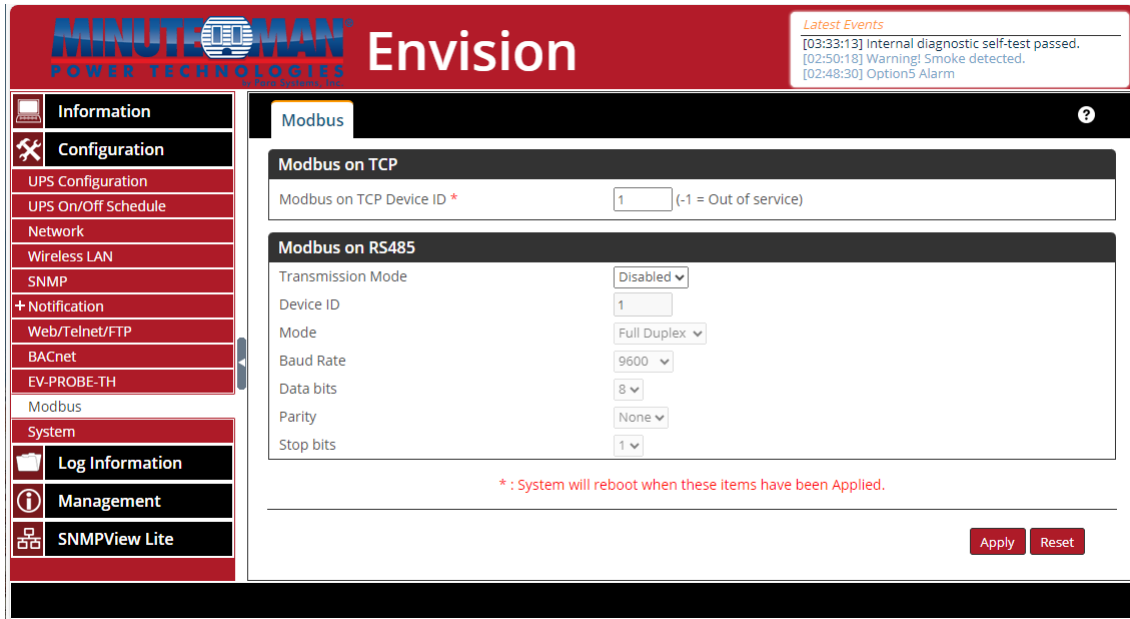 MINUTEMAN®
POWER TECHNOLOGIES
by Para Systems, Inc.
Envision
Latest Events
[03:33:13] Internal diagnostic self-test passed.
[02:50:18] Warning! Smoke detected.
[02:48:30] Option5 Alarm
Information
Configuration
UPS Configuration
UPS On/Off Schedule
Network
Wireless LAN
SNMP
+ Notification
Web/Telnet/FTP
BACnet
EV-PROBE-TH
Modbus
System
Log Information
Management
SNMPView Lite
Modbus
?
Modbus on TCP
Modbus on TCP Device ID * 1 (-1 = Out of service)
Modbus on RS485
Transmission Mode Disabled
Device ID 1
Mode Full Duplex
Baud Rate 9600
Data bits 8
Parity None
Stop bits 1
* : System will reboot when these items have been Applied.
Apply Reset